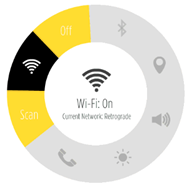 Off
Wi-Fi: On
Current Network: Retrograde
Scan